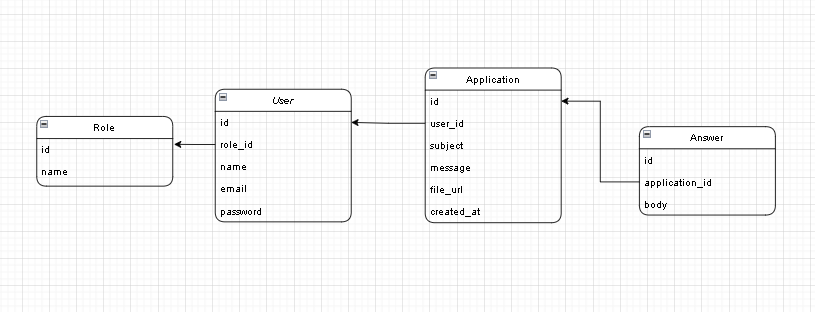 Role
id
name
User
id
role_id
name
email
password
Application
id
user_id
subject
message
file_url
created_at
Answer
id
application_id
body